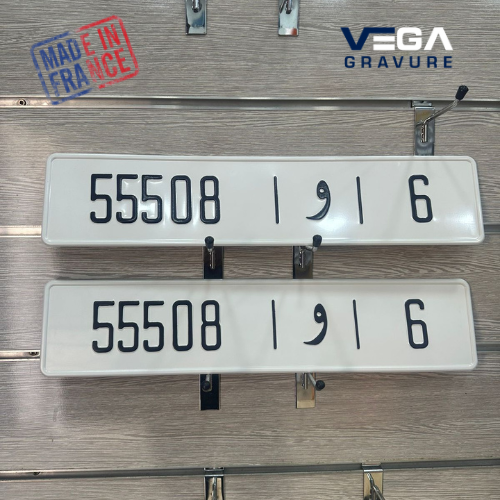 MADE IN
FRANCE
VEGA
GRAVURE
55508 | و | 6
55508 | و | 6